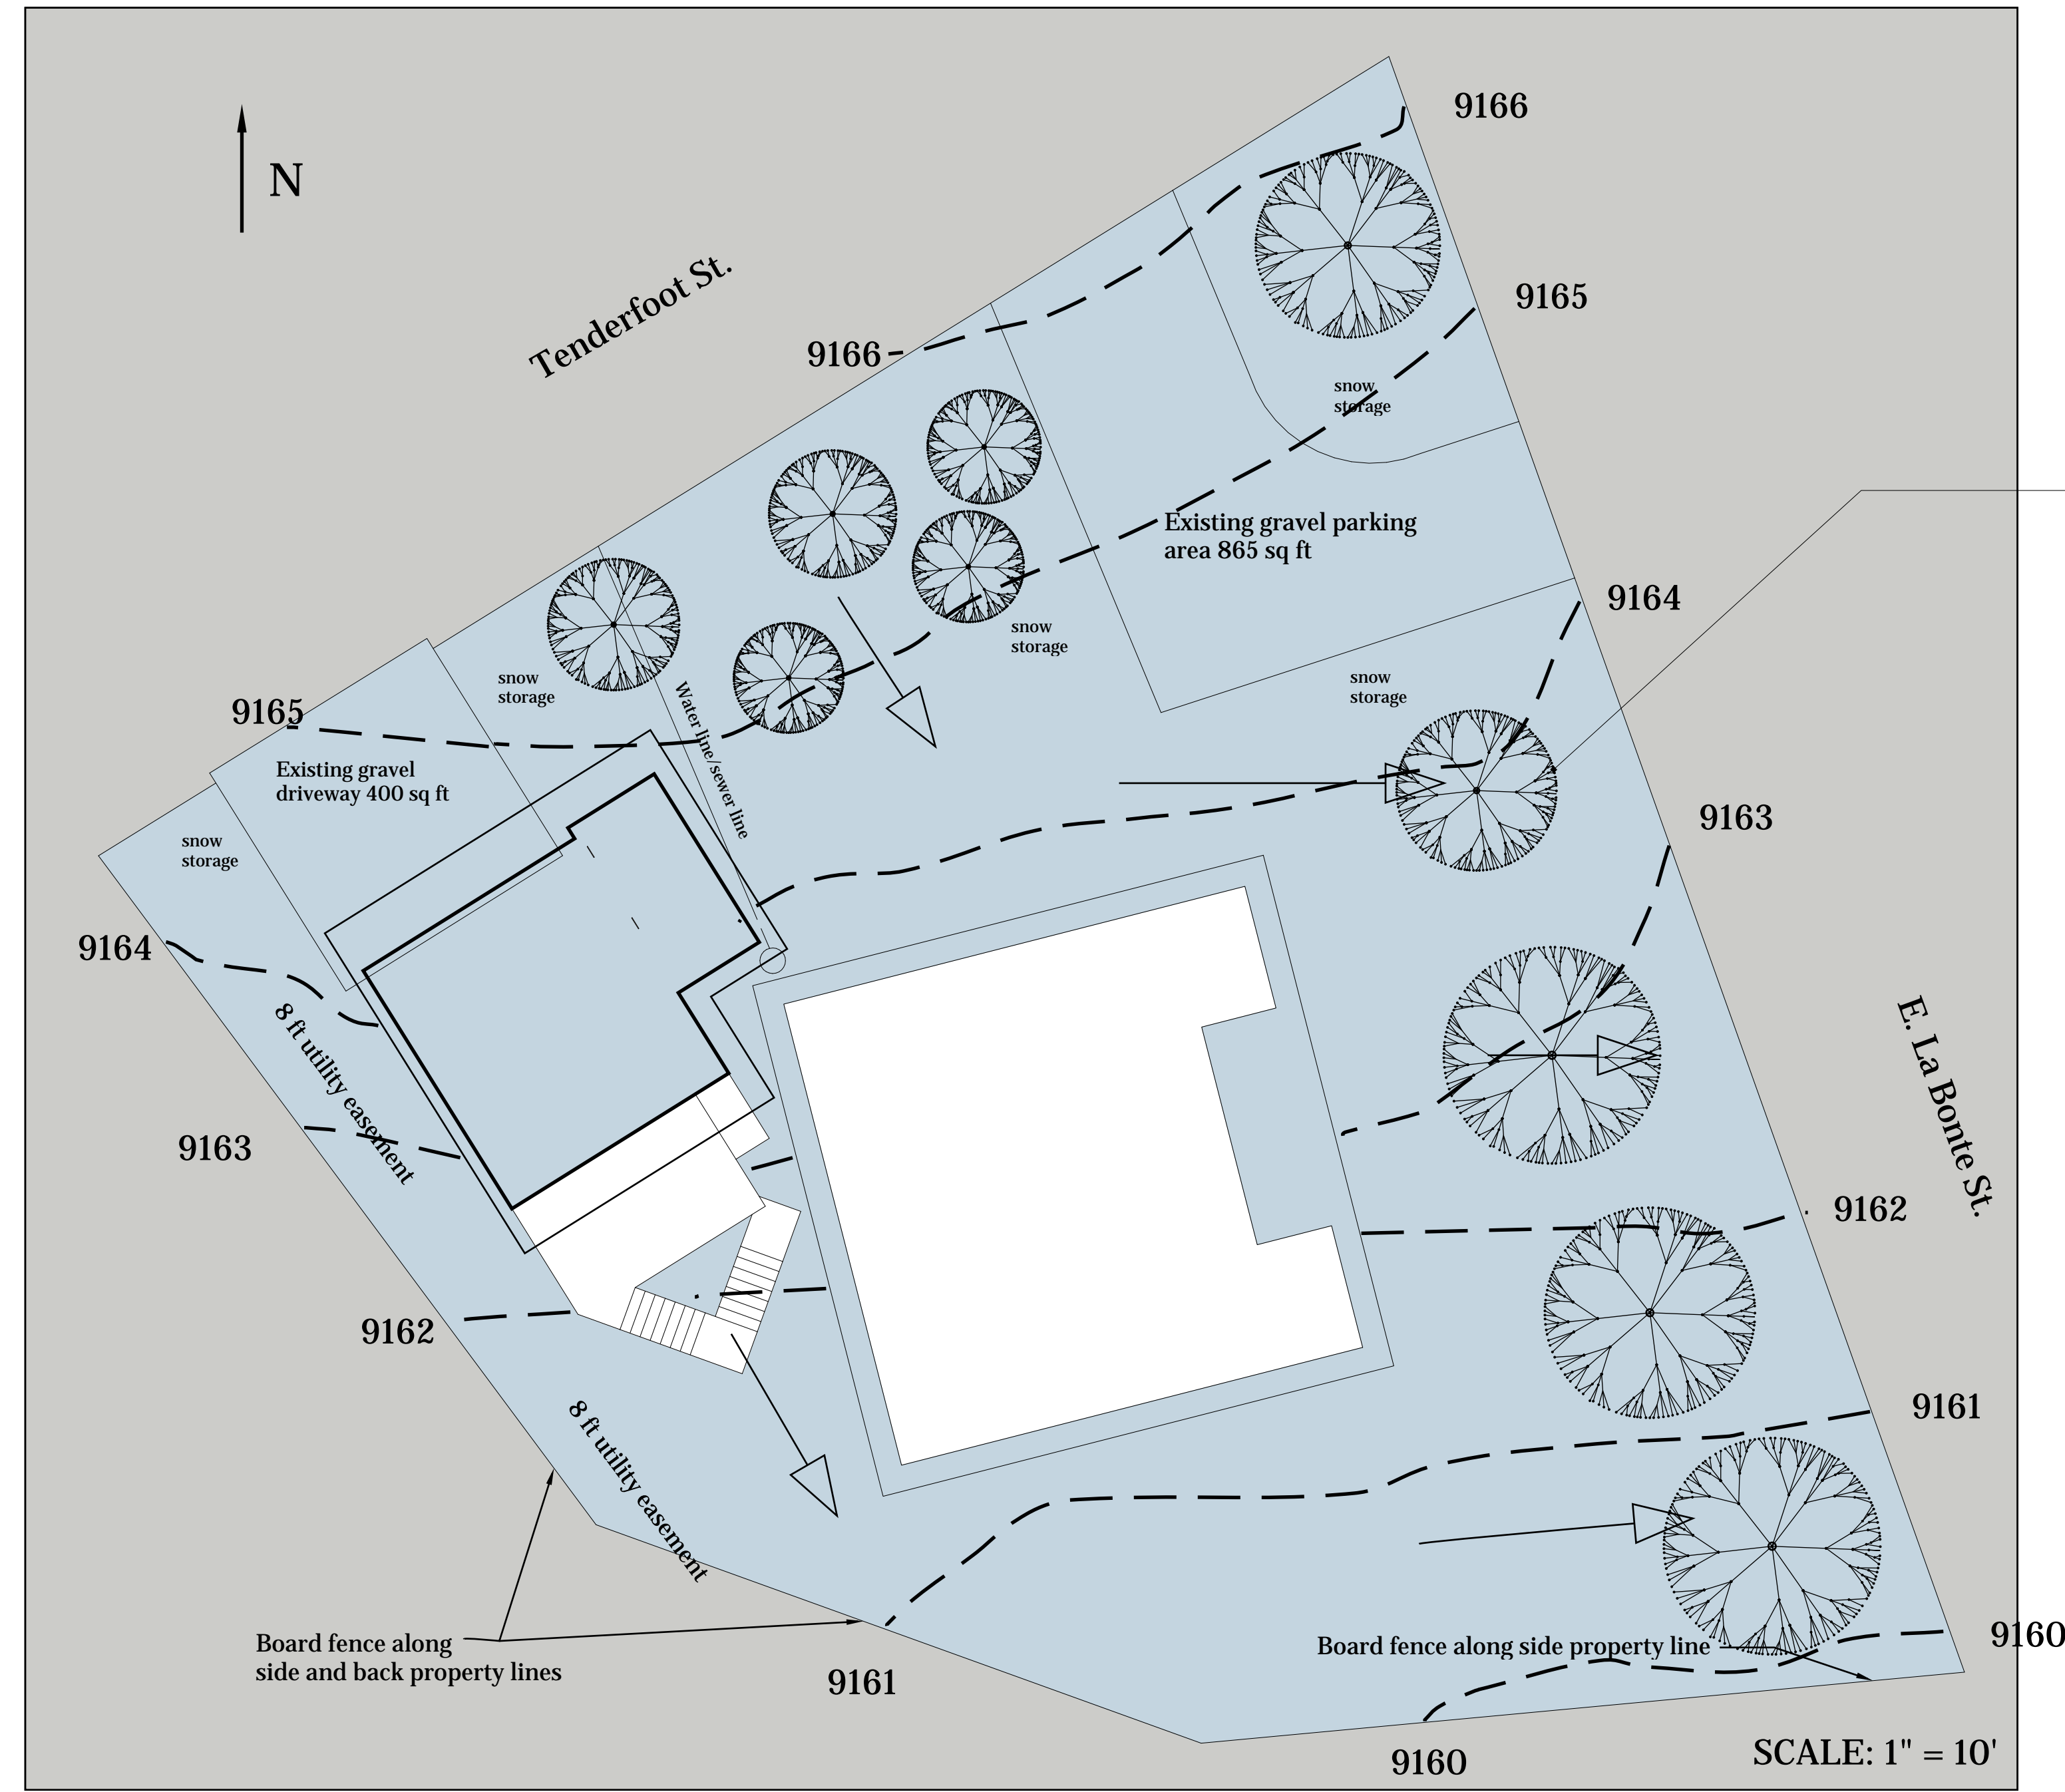 9166
N
Tenderfoot St.
9165
9166
snow
storage
Existing gravel parking
area 865 sq ft
9164
snow
storage
snow
storage
snow
storage
Water line/sewer line
9165
Existing gravel
driveway 400 sq ft
9163
snow
storage
9164
8 ft utility easement
E. La Bonte St.
9163
9162
9162
9161
8 ft utility easement
Board fence along
side and back property lines
Board fence along side property line
9160
9161
9160
SCALE: 1" = 10'